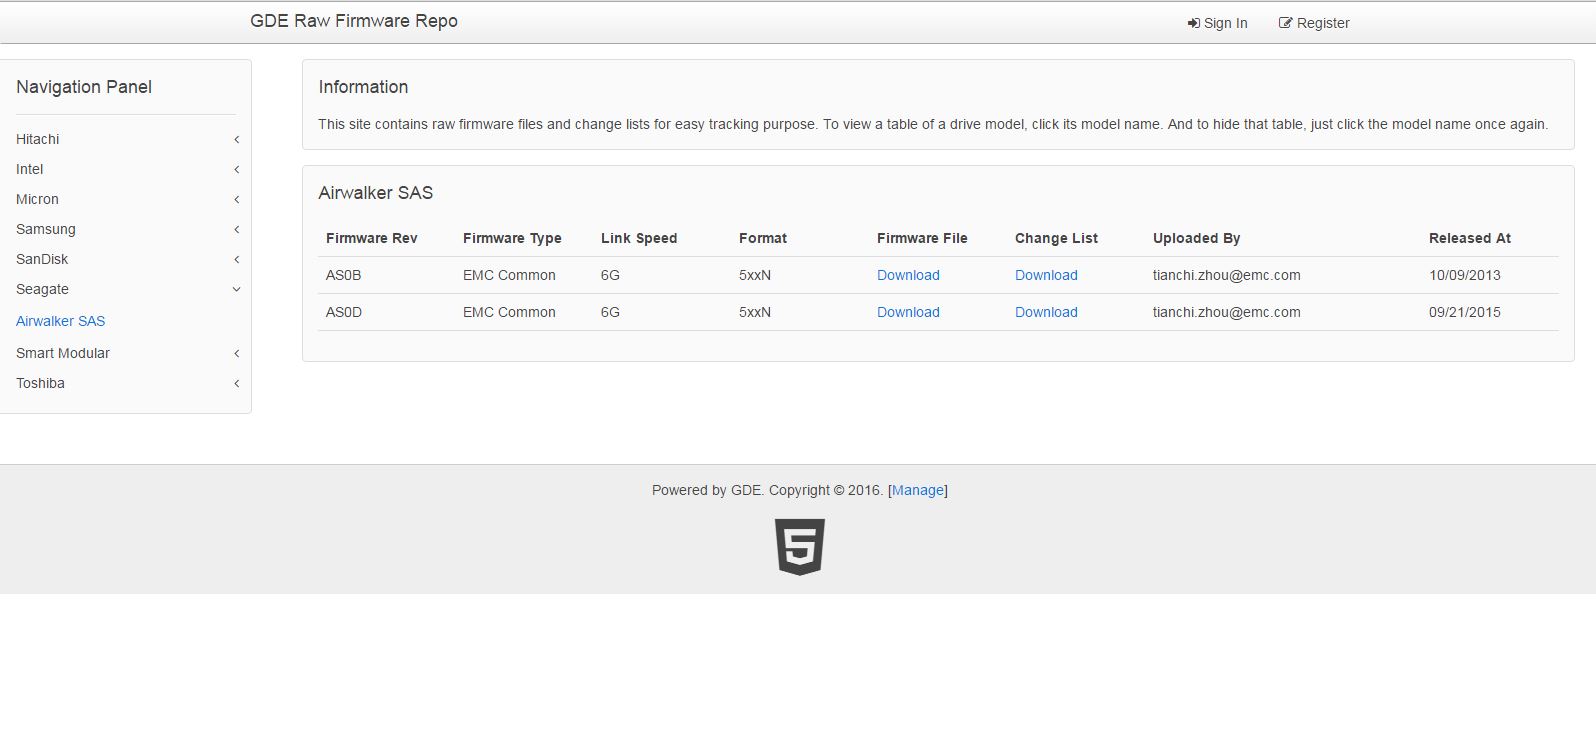 GDE Raw Firmware Repo
Sign In Register
Navigation Panel
Hitachi
Intel
Micron
Samsung
SanDisk
Seagate
Airwalker SAS
Smart Modular
Toshiba
Information
This site contains raw firmware files and change lists for easy tracking purpose. To view a table of a drive model, click its model name. And to hide that table, just click the model name once again.
Airwalker SAS
Firmware Rev Firmware Type Link Speed Format Firmware File Change List Uploaded By Released At
AS0B EMC Common 6G 5xxN Download Download tianchi.zhou@emc.com 10/09/2013
AS0D EMC Common 6G 5xxN Download Download tianchi.zhou@emc.com 09/21/2015
Powered by GDE. Copyright © 2016. [Manage]
5